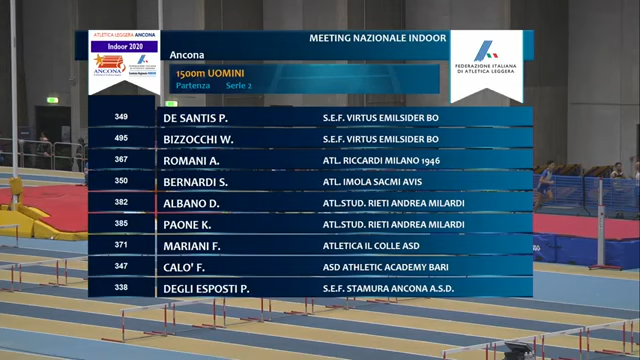 ATLETICA LEGGERA ANCONA
Indoor 2020
ANCONA
MEETING NAZIONALE INDOOR
Ancona
1500m UOMINI
Partenza Serie 2
FEDERAZIONE ITALIANA
DI ATLETICA LEGGERA
349 DE SANTIS P. S.E.F. VIRTUS EMILSIDER BO
495 BIZZOCCHI W. S.E.F. VIRTUS EMILSIDER BO
367 ROMANI A. ATL. RICCARDI MILANO 1946
350 BERNARDI S. ATL. IMOLA SACMI AVIS
382 ALBANO D. ATL.STUD. RIETI ANDREA MILARDI
385 PAONE K. ATL.STUD. RIETI ANDREA MILARDI
371 MARIANI F. ATLETICA IL COLLE ASD
347 CALO' F. ASD ATHLETIC ACADEMY BARI
338 DEGLI ESPOSTI P. S.E.F. STAMURA ANCONA A.S.D.